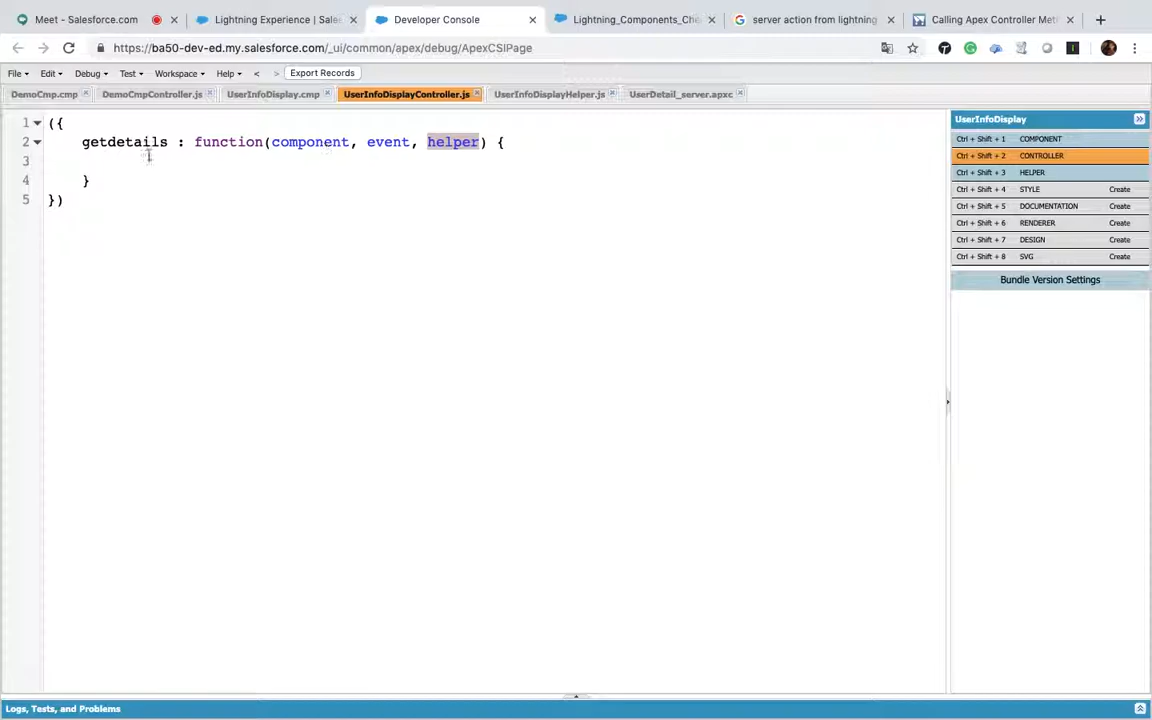 Meet - Salesforce.com
Lightning Experience | Sales
Developer Console
Lightning_Components_Che
server action from lightning
Calling Apex Controller Met
https://ba50-dev-ed.my.salesforce.com/_ui/common/apex/debug/ApexCSIPage
File Edit Debug Test Workspace Help < > Export Records
DemoCmp.cmp
DemoCmpController.js
UserInfoDisplay.cmp
UserInfoDisplayController.js
UserInfoDisplayHelper.js
UserDetail_server.apxc
1 ({
2 getdetails : function(component, event, helper) {
3
4 }
5 })
UserInfoDisplay
Ctrl + Shift + 1 COMPONENT
Ctrl + Shift + 2 CONTROLLER
Ctrl + Shift + 3 HELPER
Ctrl + Shift + 4 STYLE Create
Ctrl + Shift + 5 DOCUMENTATION Create
Ctrl + Shift + 6 RENDERER Create
Ctrl + Shift + 7 DESIGN Create
Ctrl + Shift + 8 SVG Create
Bundle Version Settings
Logs, Tests, and Problems